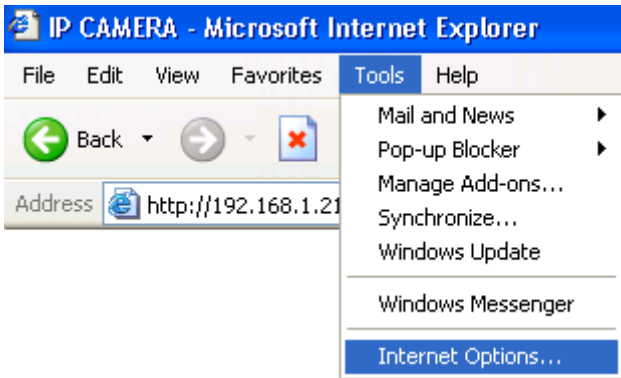 IP CAMERA - Microsoft Internet Explorer
File Edit View Favorites Tools Help
Mail and News
Back
Pop-up Blocker
Manage Add-ons...
Address http://192.168.1.21
Synchronize...
Windows Update
Windows Messenger
Internet Options...